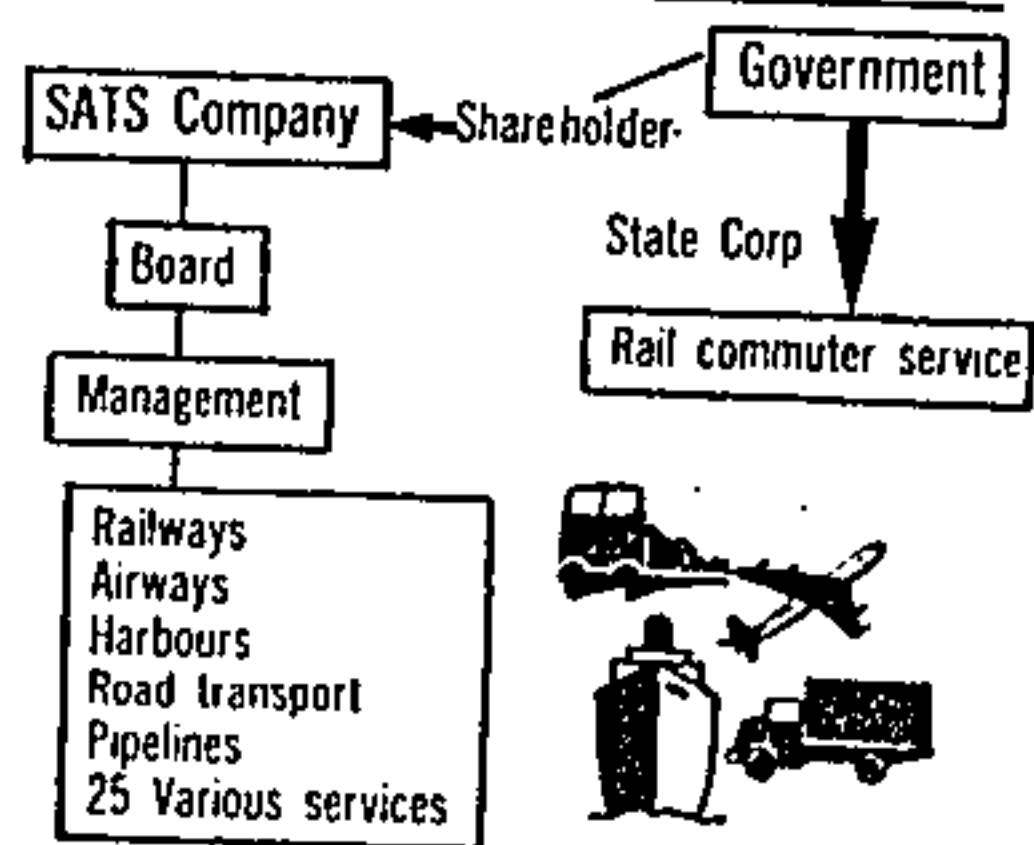 Government
SATS Company
Shareholder
State Corp
Board
Rail commuter service
Management
Railways
Airways
Harbours
Road transport
Pipelines
25 Various services